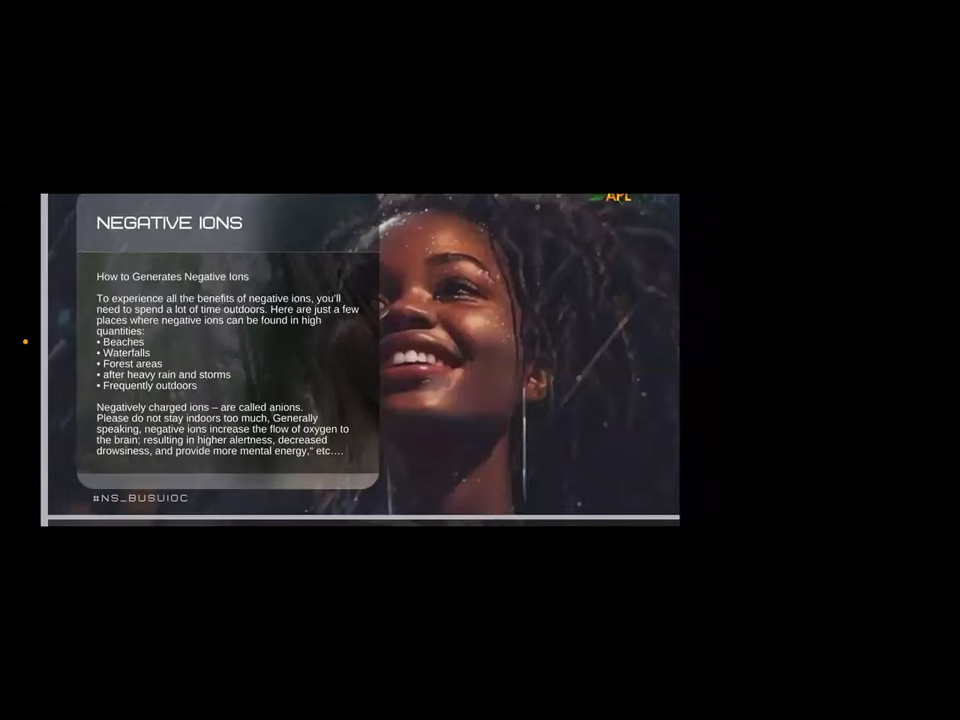 APL
NEGATIVE IONS
How to Generates Negative Ions
To experience all the benefits of negative ions, you'll
need to spend a lot of time outdoors. Here are just a few
places where negative ions can be found in high
quantities:
• Beaches
• Waterfalls
• Forest areas
• after heavy rain and storms
• Frequently outdoors
Negatively charged ions – are called anions.
Please do not stay indoors too much, Generally
speaking, negative ions increase the flow of oxygen to
the brain; resulting in higher alertness, decreased
drowsiness, and provide more mental energy," etc....
#NS_BUSUIOC